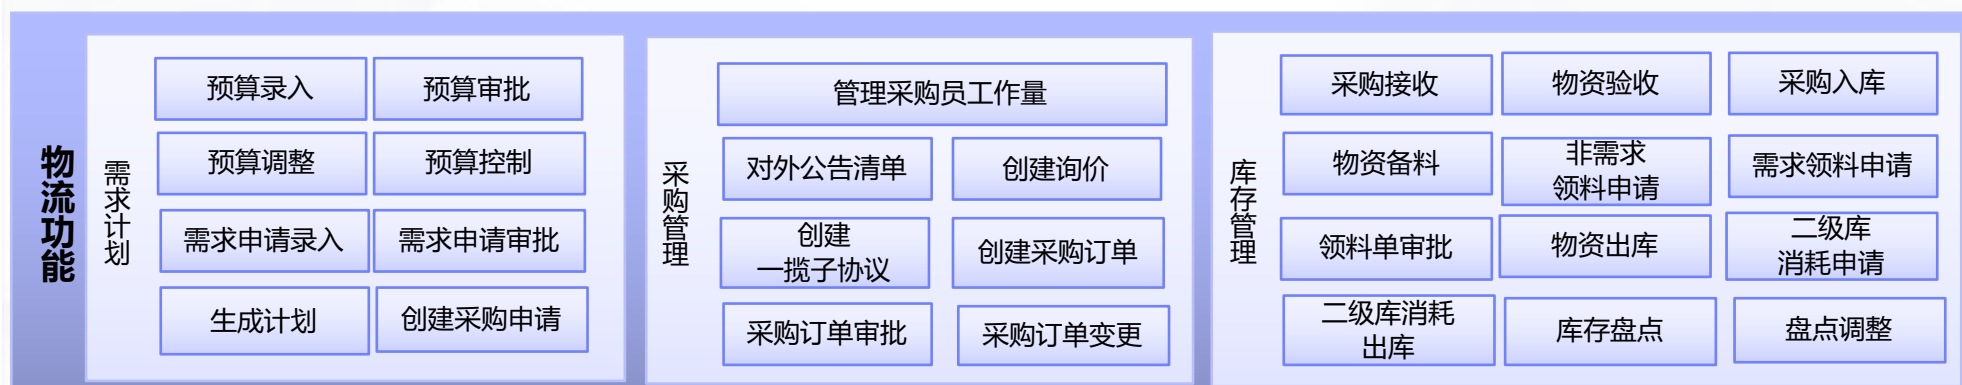 物流功能
需求计划
预算录入
预算审批
预算调整
预算控制
需求申请录入
需求申请审批
生成计划
创建采购申请
采购管理
管理采购员工作量
对外公告清单
创建询价
创建
一揽子协议
创建采购订单
采购订单审批
采购订单变更
库存管理
采购接收
物资验收
采购入库
物资备料
非需求
领料申请
需求领料申请
领料单审批
物资出库
二级库
消耗申请
二级库消耗
出库
库存盘点
盘点调整